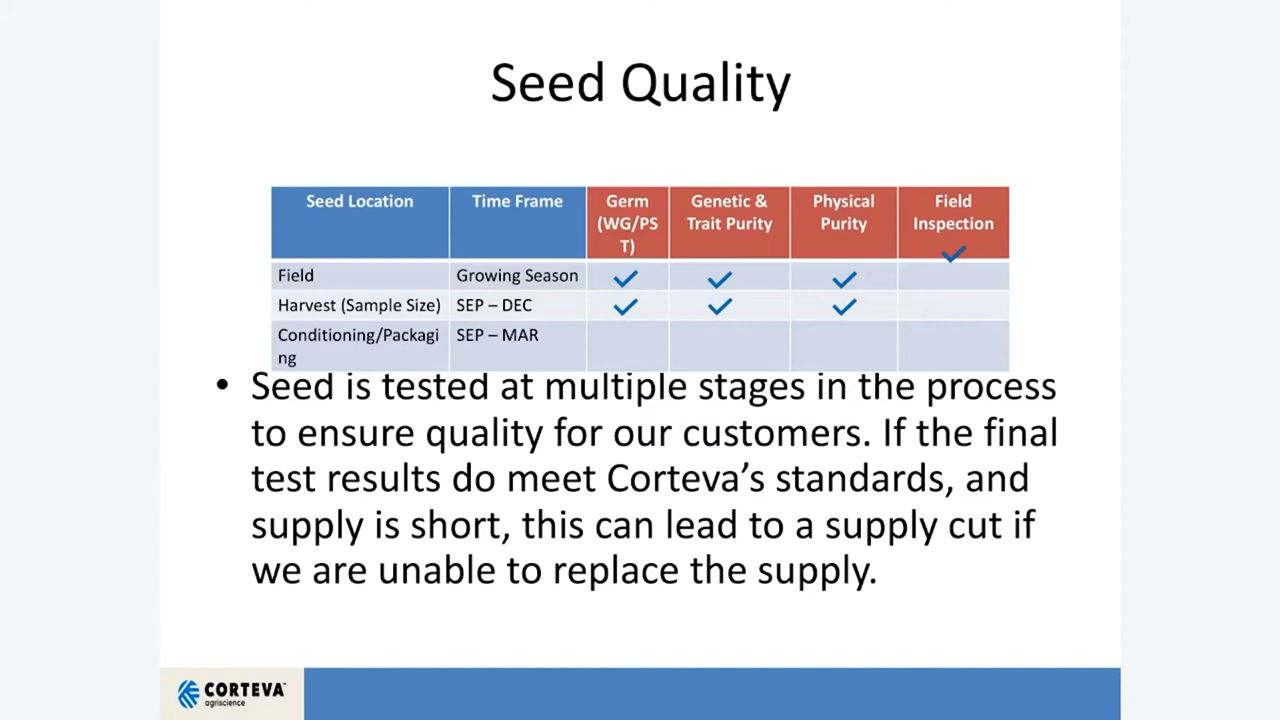 Seed Quality
Seed Location Time Frame Germ (WG/PST) Genetic & Trait Purity Physical Purity Field Inspection
Field Growing Season
Harvest (Sample Size) SEP – DEC
Conditioning/Packaging SEP – MAR
• Seed is tested at multiple stages in the process
to ensure quality for our customers. If the final
test results do meet Corteva’s standards, and
supply is short, this can lead to a supply cut if
we are unable to replace the supply.
CORTEVA™
agriscience